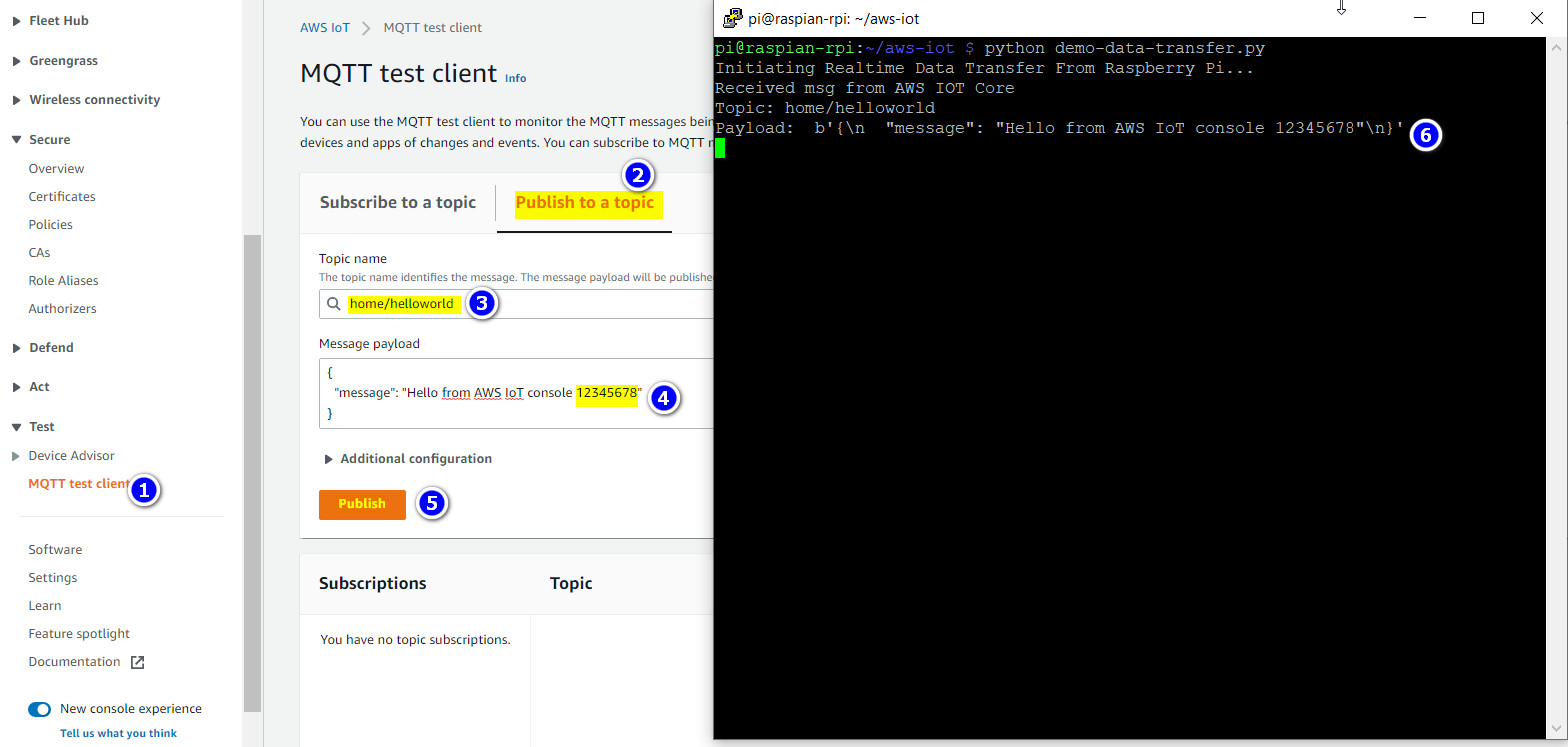 Fleet Hub
Greengrass
Wireless connectivity
Secure
Overview
Certificates
Policies
CAs
Role Aliases
Authorizers
Defend
Act
Test
Device Advisor
MQTT test client
1
Software
Settings
Learn
Feature spotlight
Documentation
New console experience
Tell us what you think
AWS IoT
MQTT test client
MQTT test client Info
You can use the MQTT test client to monitor the MQTT messages bein
devices and apps of changes and events. You can subscribe to MQTT
2
Subscribe to a topic
Publish to a topic
Topic name
The topic name identifies the message. The message payload will be publishe
home/helloworld
3
Message payload
{
"message": "Hello from AWS IoT console 12345678"
4
}
Additional configuration
Publish
5
Subscriptions
Topic
You have no topic subscriptions.
pi@raspian-rpi: ~/aws-iot
pi@raspian-rpi:~/aws-iot $ python demo-data-transfer.py
Initiating Realtime Data Transfer From Raspberry Pi...
Received msg from AWS IOT Core
Topic: home/helloworld
Payload:  b'{\n  "message": "Hello from AWS IoT console 12345678"\n}'
6